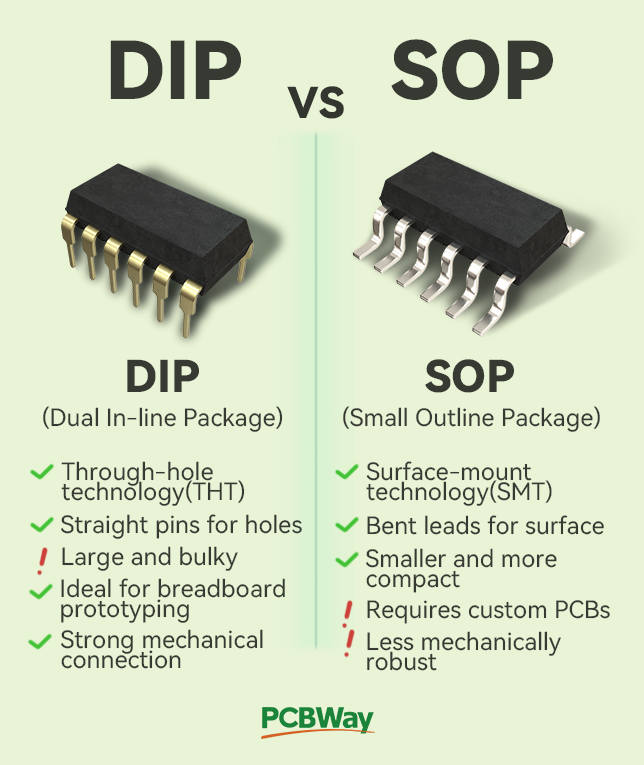 DIP
vs
SOP
DIP
(Dual In-line Package)
Through-hole
technology(THT)
Straight pins for holes
Large and bulky
Ideal for breadboard
prototyping
Strong mechanical
connection
SOP
(Small Outline Package)
Surface-mount
technology(SMT)
Bent leads for surface
Smaller and more
compact
Requires custom PCBs
Less mechanically
robust
PCBWay